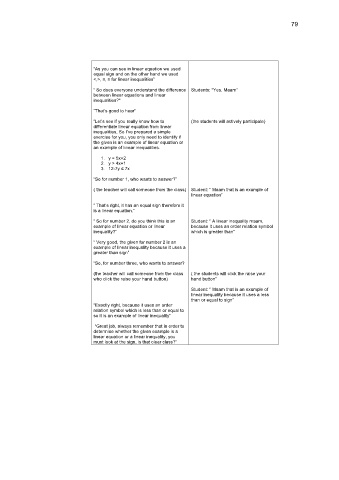 79
"As you can see in linear equation we used
equal sign and on the other hand we used
<,>, ≤, ≥ for linear inequalities"
" So does everyone understand the difference
between linear equations and linear
inequalities?"
Students: "Yes, Maam"
"That's good to hear"
"Let's see if you really know how to
differentiate linear equation from linear
inequalities. So I've prepared a simple
exercise for you, you only need to identify if
the given is an example of linear equation or
an example of linear inequalities.
(the students will actively participate)
1. y = 5x+2
2. y > 4x+1
3. 12-7y ≤ 7x
"So for number 1, who wants to answer?"
( the teacher will call someone from the class)
Student: " Maam that is an example of
linear equation"
" That's right, it has an equal sign therefore it
is a linear equation."
" So for number 2, do you think this is an
example of linear equation or linear
inequality?"
Student: " A linear inequality maam,
because it uses an order relation symbol
which is greater than"
" Very good, the given for number 2 is an
example of linear inequality because it uses a
greater than sign"
"So, for number three, who wants to answer?
(the teacher will call someone from the class
who click the raise your hand button)
( the students will click the raise your
hand button"
Student: " Maam that is an example of
linear inequality because it uses a less
than or equal to sign"
"Exactly right, because it uses an order
relation symbol which is less than or equal to
so it is an example of linear inequality"
"Great job, always remember that in order to
determine whether the given example is a
linear equation or a linear inequality, you
must look at the sign, is that clear class?"